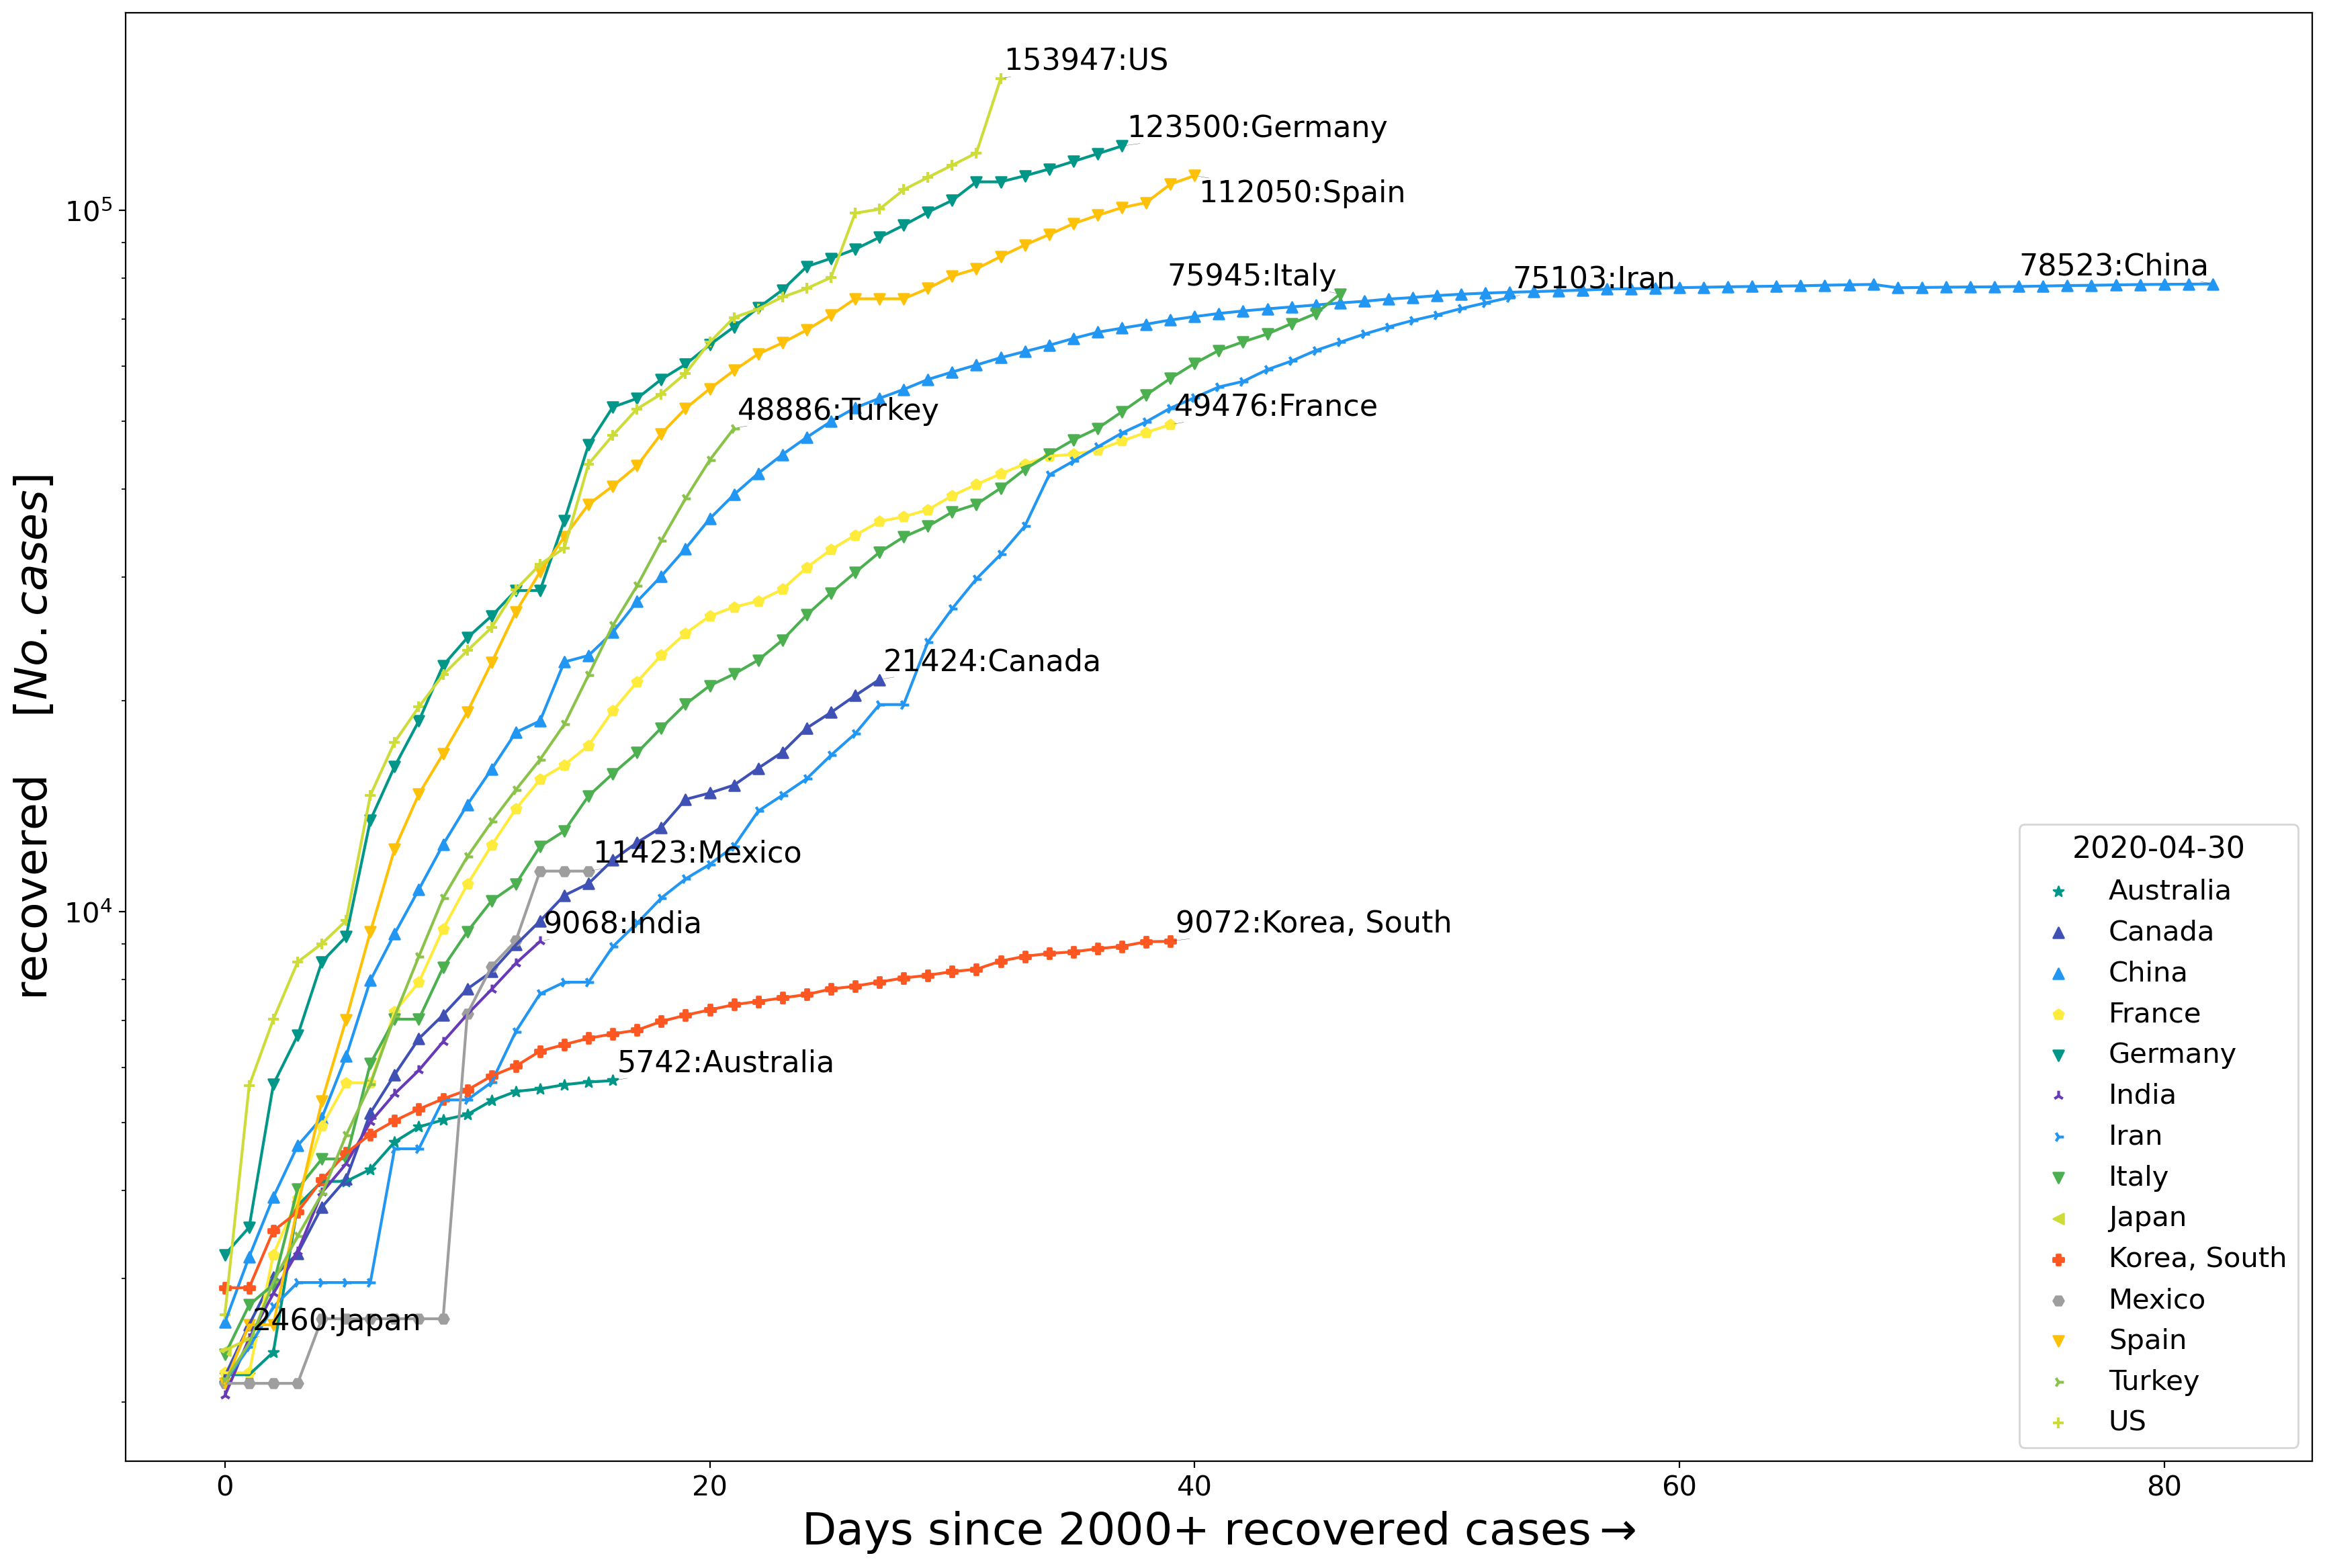 153947:US
123500:Germany
112050:Spain
75945:Italy
75103:Iran
78523:China
48886:Turkey
49476:France
21424:Canada
11423:Mexico
9068:India
9072:Korea, South
5742:Australia
2460:Japan
10^5
10^4
recovered [No. cases]
0 20 40 60 80
Days since 2000+ recovered cases→
2020-04-30
Australia
Canada
China
France
Germany
India
Iran
Italy
Japan
Korea, South
Mexico
Spain
Turkey
US